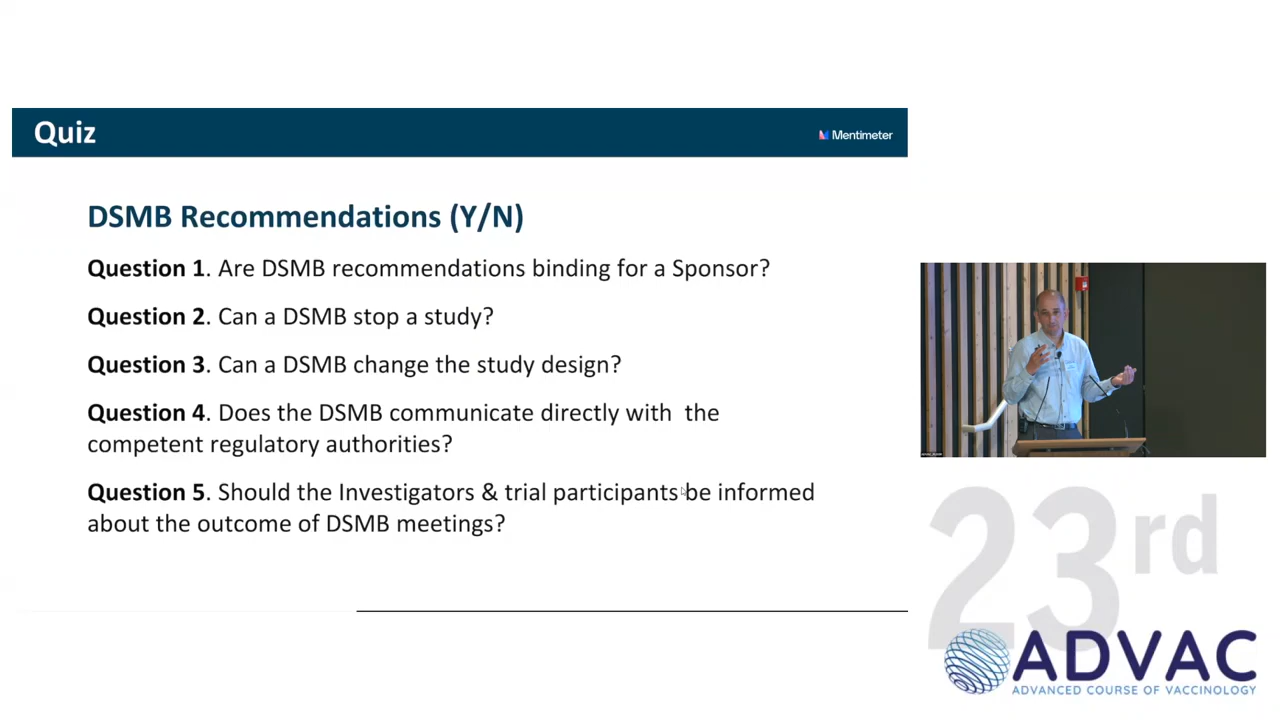 Quiz
Mentimeter
DSMB Recommendations (Y/N)
Question 1. Are DSMB recommendations binding for a Sponsor?
Question 2. Can a DSMB stop a study?
Question 3. Can a DSMB change the study design?
Question 4. Does the DSMB communicate directly with the
competent regulatory authorities?
Question 5. Should the Investigators & trial participants be informed
about the outcome of DSMB meetings?
23rd
ADVAC
ADVANCED COURSE OF VACCINOLOGY